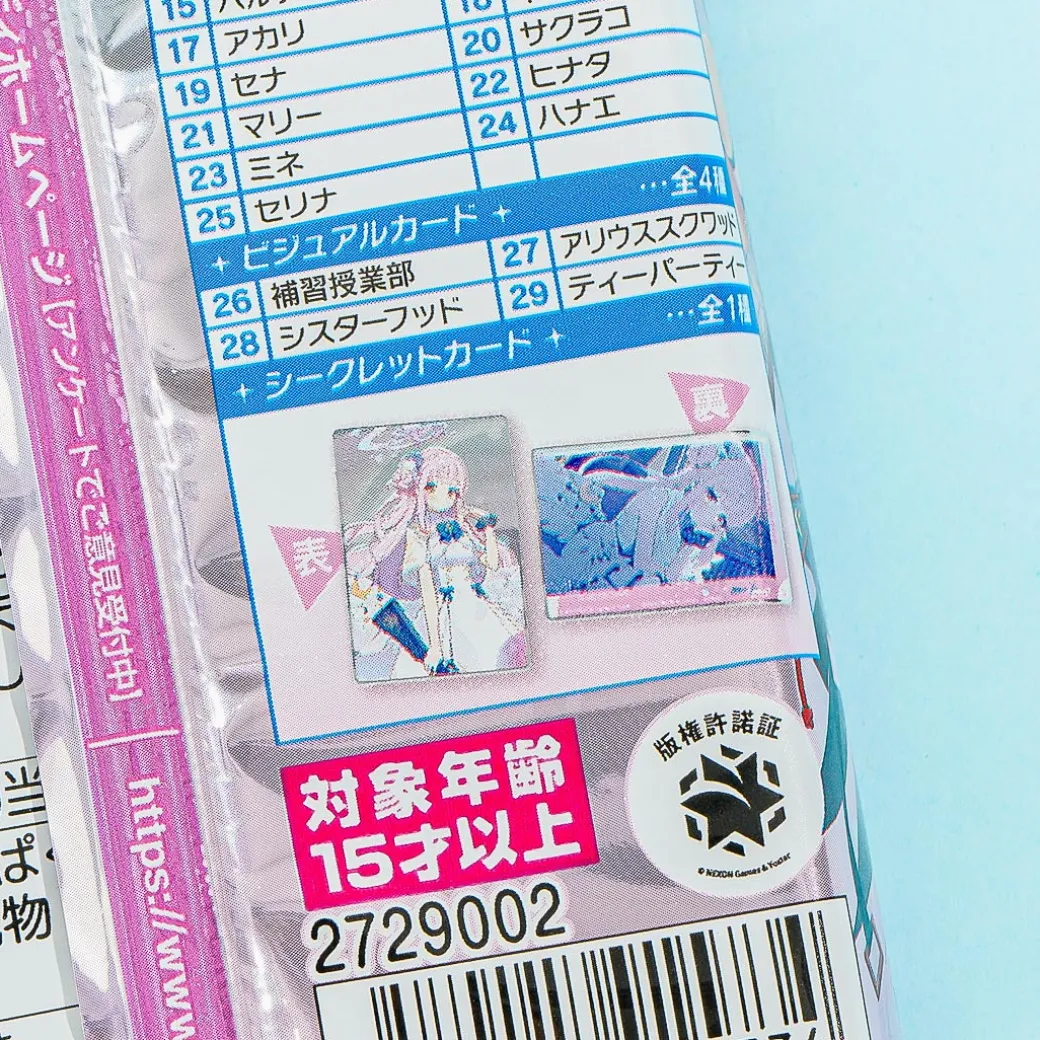 15
17 アカリ
20 サクラコ
19 セナ
22 ヒナタ
21 マリー
24 ハナエ
23 ミネ
25 セリナ
ビジュアルカード …全4種
26 補習授業部
27 アリウススクワッド
28 シスターフッド
29 ティーパーティー
シークレットカード …全1種
表
裏
対象年齢
15才以上
版権許諾証
© NEXON Games & Yostar
2729002
ホームページ【アンケートでご意見受付中】
https://www